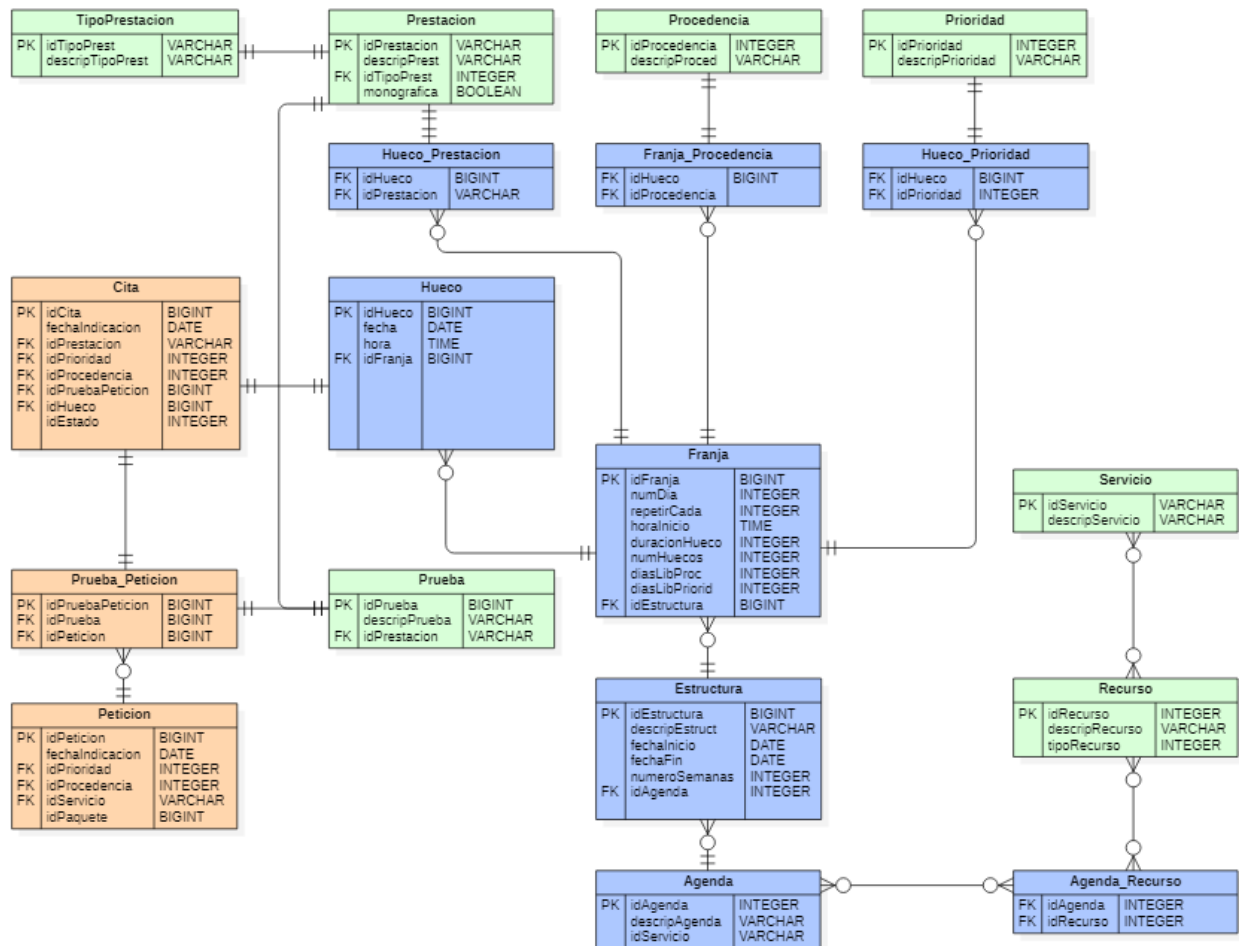 TipoPrestacion
PK idTipoPrest VARCHAR
descripTipoPrest VARCHAR
Prestacion
PK idPrestacion VARCHAR
descripPrest VARCHAR
FK idTipoPrest INTEGER
monografica BOOLEAN
Procedencia
PK idProcedencia INTEGER
descripProced VARCHAR
Prioridad
PK idPrioridad INTEGER
descripPrioridad VARCHAR
Hueco_Prestacion
FK idHueco BIGINT
FK idPrestacion VARCHAR
Franja_Procedencia
FK idHueco BIGINT
FK idProcedencia
Hueco_Prioridad
FK idHueco BIGINT
FK idPrioridad INTEGER
Cita
PK idCita BIGINT
fechaIndicacion DATE
FK idPrestacion VARCHAR
FK idPrioridad INTEGER
FK idProcedencia INTEGER
FK idPruebaPeticion BIGINT
FK idHueco BIGINT
idEstado INTEGER
Hueco
PK idHueco BIGINT
fecha DATE
hora TIME
FK idFranja BIGINT
Franja
PK idFranja BIGINT
numDia INTEGER
repetirCada INTEGER
horaInicio TIME
duracionHueco INTEGER
numHuecos INTEGER
diasLibProc INTEGER
diasLibPriorid INTEGER
FK idEstructura BIGINT
Servicio
PK idServicio VARCHAR
descripServicio VARCHAR
Prueba_Peticion
PK idPruebaPeticion BIGINT
FK idPrueba BIGINT
FK idPeticion BIGINT
Prueba
PK idPrueba BIGINT
descripPrueba VARCHAR
FK idPrestacion VARCHAR
Estructura
PK idEstructura BIGINT
descripEstruct VARCHAR
fechaInicio DATE
fechaFin DATE
numeroSemanas INTEGER
FK idAgenda INTEGER
Recurso
PK idRecurso INTEGER
descripRecurso VARCHAR
tipoRecurso INTEGER
Peticion
PK idPeticion BIGINT
fechaIndicacion DATE
FK idPrioridad INTEGER
FK idProcedencia INTEGER
FK idServicio VARCHAR
idPaquete BIGINT
Agenda
PK idAgenda INTEGER
descripAgenda VARCHAR
idServicio VARCHAR
Agenda_Recurso
FK idAgenda INTEGER
FK idRecurso INTEGER